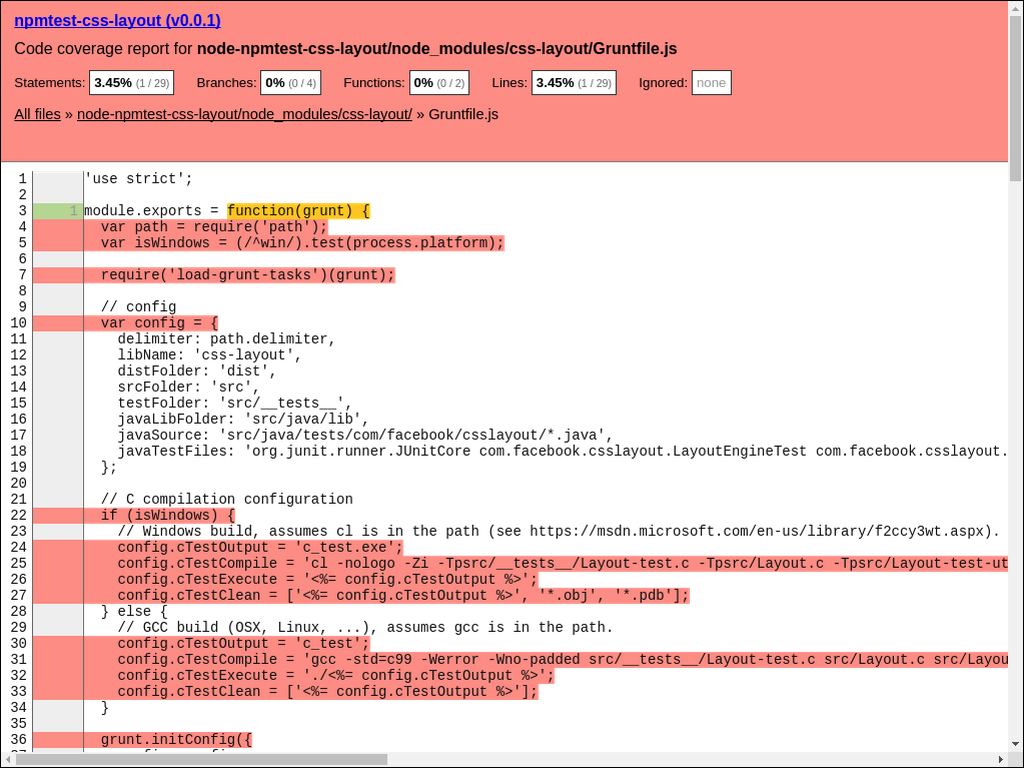 npmtest-css-layout (v0.0.1)
Code coverage report for node-npmtest-css-layout/node_modules/css-layout/Gruntfile.js
Statements: 3.45% (1 / 29) Branches: 0% (0 / 4) Functions: 0% (0 / 2) Lines: 3.45% (1 / 29) Ignored: none
All files » node-npmtest-css-layout/node_modules/css-layout/ » Gruntfile.js
1 'use strict';
2
3 1 module.exports = function(grunt) {
4 var path = require('path');
5 var isWindows = (/^win/).test(process.platform);
6
7 require('load-grunt-tasks')(grunt);
8
9 // config
10 var config = {
11 delimiter: path.delimiter,
12 libName: 'css-layout',
13 distFolder: 'dist',
14 srcFolder: 'src',
15 testFolder: 'src/__tests__',
16 javaLibFolder: 'src/java/lib',
17 javaSource: 'src/java/tests/com/facebook/csslayout/*.java',
18 javaTestFiles: 'org.junit.runner.JUnitCore com.facebook.csslayout.LayoutEngineTest com.facebook.csslayout.
19 };
20
21 // C compilation configuration
22 if (isWindows) {
23 // Windows build, assumes cl is in the path (see https://msdn.microsoft.com/en-us/library/f2ccy3wt.aspx).
24 config.cTestOutput = 'c_test.exe';
25 config.cTestCompile = 'cl -nologo -Zi -Tpsrc/__tests__/Layout-test.c -Tpsrc/Layout.c -Tpsrc/Layout-test-ut
26 config.cTestExecute = '<%= config.cTestOutput %>';
27 config.cTestClean = ['<%= config.cTestOutput %>', '*.obj', '*.pdb'];
28 } else {
29 // GCC build (OSX, Linux, ...), assumes gcc is in the path.
30 config.cTestOutput = 'c_test';
31 config.cTestCompile = 'gcc -std=c99 -Werror -Wno-padded src/__tests__/Layout-test.c src/Layout.c src/Layou
32 config.cTestExecute = './<%= config.cTestOutput %>';
33 config.cTestClean = ['<%= config.cTestOutput %>'];
34 }
35
36 grunt.initConfig({